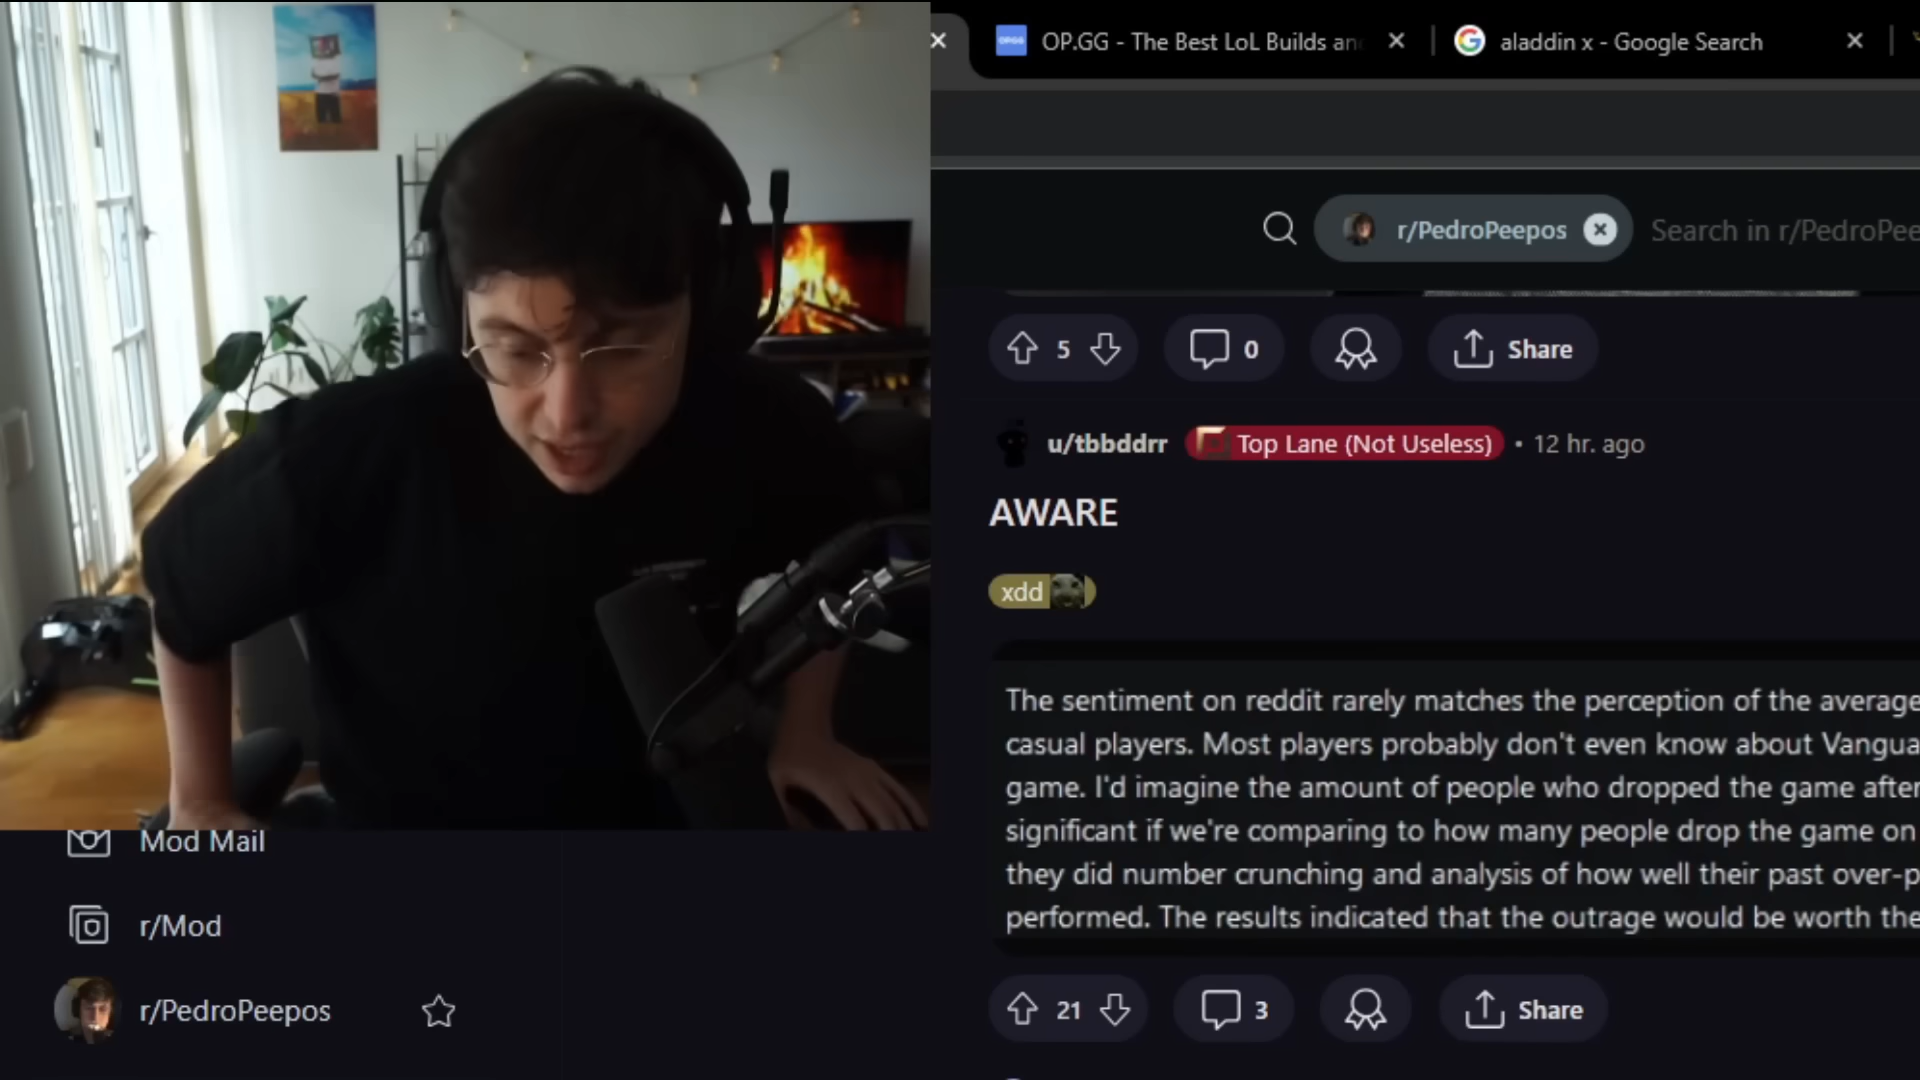 OP.GG - The Best LoL Builds an
aladdin x - Google Search
r/PedroPeepos
Search in r/PedroPee
5
0
Share
u/tbbddrr
Top Lane (Not Useless)
• 12 hr. ago
AWARE
xdd
The sentiment on reddit rarely matches the perception of the average
casual players. Most players probably don't even know about Vangua
game. I'd imagine the amount of people who dropped the game after
significant if we're comparing to how many people drop the game on
they did number crunching and analysis of how well their past over-p
performed. The results indicated that the outrage would be worth the
21
3
Share
Mod Mail
r/Mod
r/PedroPeepos